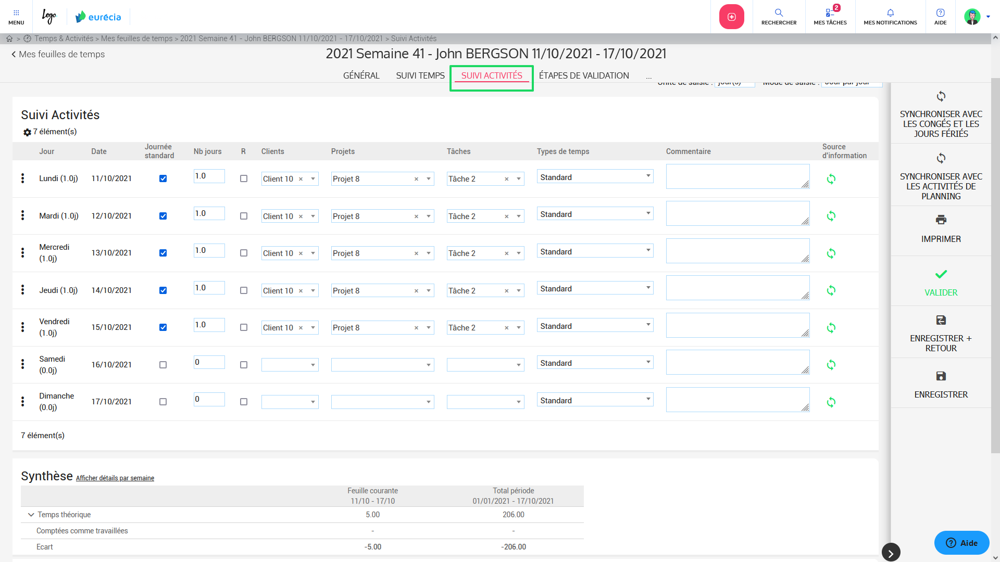 MENU
Logo
eurécia
RECHERCHER
2
MES TÂCHES
MES NOTIFICATIONS
AIDE
> Temps & Activités > Mes feuilles de temps > 2021 Semaine 41 - John BERGSON 11/10/2021 - 17/10/2021 > Suivi Activités
Mes feuilles de temps
2021 Semaine 41 - John BERGSON 11/10/2021 - 17/10/2021
GÉNÉRAL SUIVI TEMPS SUIVI ACTIVITÉS ÉTAPES DE VALIDATION ...
Unité de saisie : jour(s) Mode de saisie : Jour par jour
Suivi Activités
7 élément(s)
Jour Date Journée standard Nb jours R Clients Projets Tâches Types de temps Commentaire Source d'information
Lundi (1.0j) 11/10/2021 1.0 Client 10 × Projet 8 × Tâche 2 × Standard
Mardi (1.0j) 12/10/2021 1.0 Client 10 × Projet 8 × Tâche 2 × Standard
Mercredi (1.0j) 13/10/2021 1.0 Client 10 × Projet 8 × Tâche 2 × Standard
Jeudi (1.0j) 14/10/2021 1.0 Client 10 × Projet 8 × Tâche 2 × Standard
Vendredi (1.0j) 15/10/2021 1.0 Client 10 × Projet 8 × Tâche 2 × Standard
Samedi (0.0j) 16/10/2021 0 Standard
Dimanche (0.0j) 17/10/2021 0 Standard
7 élément(s)
Synthèse Afficher détails par semaine
Feuille courante Total période
11/10 - 17/10 01/01/2021 - 17/10/2021
Temps théorique 5.00 206.00
Comptées comme travaillées - -
Ecart -5.00 -206.00
SYNCHRONISER AVEC
LES CONGÉS ET LES
JOURS FÉRIÉS
SYNCHRONISER AVEC
LES ACTIVITÉS DE
PLANNING
IMPRIMER
VALIDER
ENREGISTRER +
RETOUR
ENREGISTRER
Aide